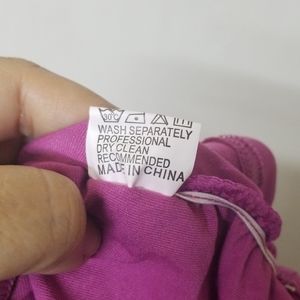 30°C
WASH SEPARATELY
PROFESSIONAL
DRY CLEAN
RECOMMENDED
MADE IN CHINA